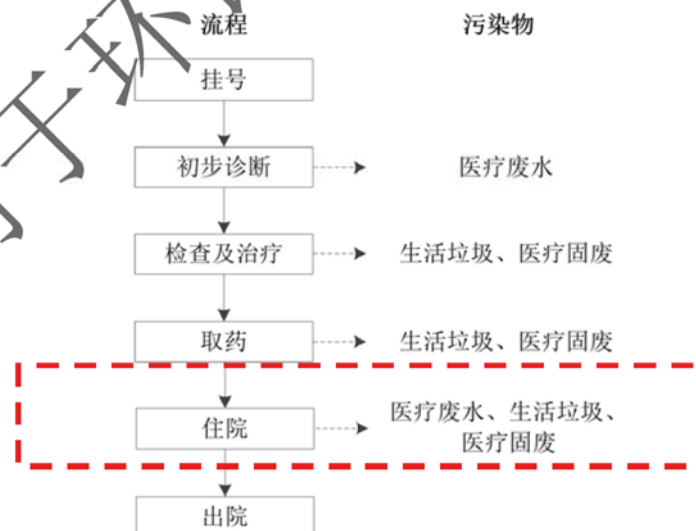 流程 污染物
挂号
初步诊断 医疗废水
检查及治疗 生活垃圾、医疗固废
取药 生活垃圾、医疗固废
住院 医疗废水、生活垃圾、
医疗固废
出院
于环